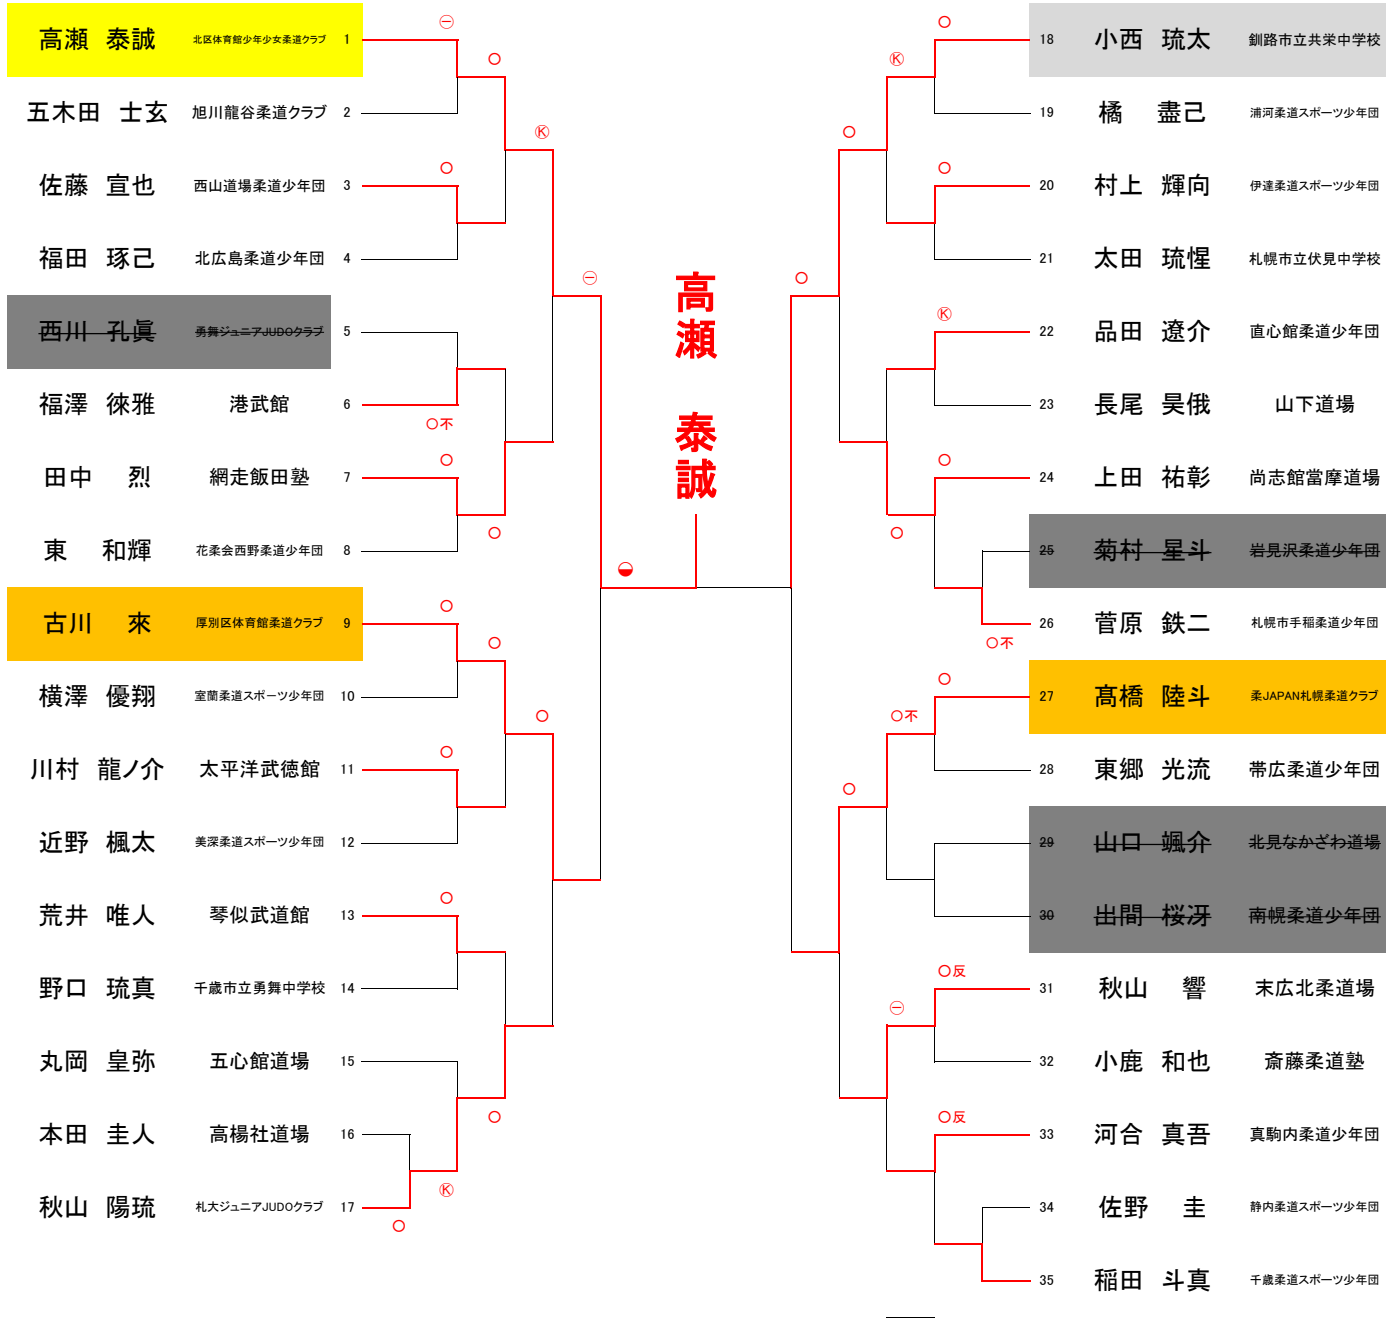 高瀬 泰誠 北区体育館少年少女柔道クラブ 1
五木田 士玄 旭川龍谷柔道クラブ 2
佐藤 宣也 西山道場柔道少年団 3
福田 琢己 北広島柔道少年団 4
西川 孔眞 勇舞ジュニアJUDOクラブ 5
福澤 徠雅 港武館 6
〇不
田中 烈 網走飯田塾 7
東 和輝 花柔会西野柔道少年団 8
古川 來 厚別区体育館柔道クラブ 9
横澤 優翔 室蘭柔道スポーツ少年団 10
川村 龍ノ介 太平洋武徳館 11
近野 楓太 美深柔道スポーツ少年団 12
荒井 唯人 琴似武道館 13
野口 琉真 千歳市立勇舞中学校 14
丸岡 皇弥 五心館道場 15
本田 圭人 高楊社道場 16
秋山 陽琉 札大ジュニアJUDOクラブ 17
㊀
〇
Ⓚ
〇
㊀
〇
〇
〇
〇
〇
〇
〇
〇
Ⓚ
〇
高瀬 泰誠
18 小西 琉太 釧路市立共栄中学校
19 橘 盡己 浦河柔道スポーツ少年団
20 村上 輝向 伊達柔道スポーツ少年団
21 太田 琉惺 札幌市立伏見中学校
22 品田 遼介 直心館柔道少年団
23 長尾 昊俄 山下道場
24 上田 祐彰 尚志館當摩道場
25 菊村 星斗 岩見沢柔道少年団
26 菅原 鉄二 札幌市手稲柔道少年団
〇不
27 髙橋 陸斗 柔JAPAN札幌柔道クラブ
〇不
28 東郷 光流 帯広柔道少年団
29 山口 颯介 北見なかざわ道場
30 出間 桜冴 南幌柔道少年団
〇反
31 秋山 響 末広北柔道場
32 小鹿 和也 斎藤柔道塾
〇反
33 河合 真吾 真駒内柔道少年団
34 佐野 圭 静内柔道スポーツ少年団
35 稲田 斗真 千歳柔道スポーツ少年団
〇
Ⓚ
〇
〇
〇
Ⓚ
〇
〇
〇
〇
㊀